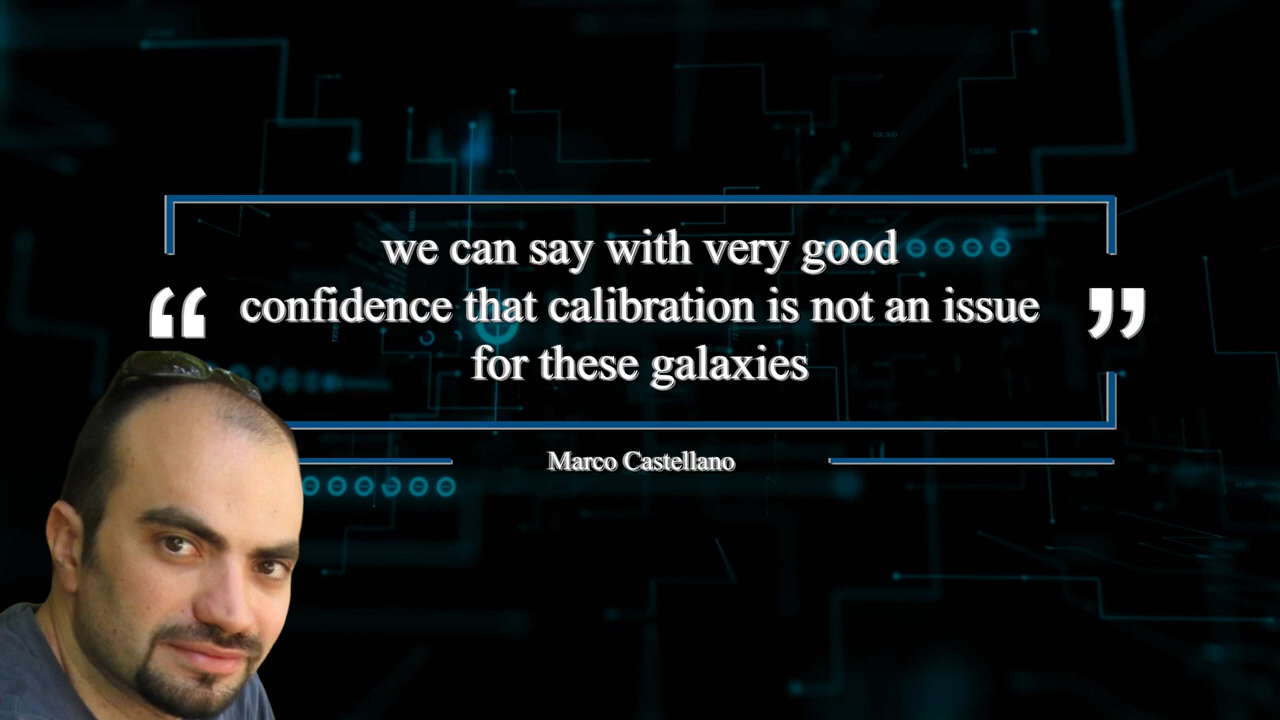 we can say with very good
confidence that calibration is not an issue
for these galaxies
Marco Castellano